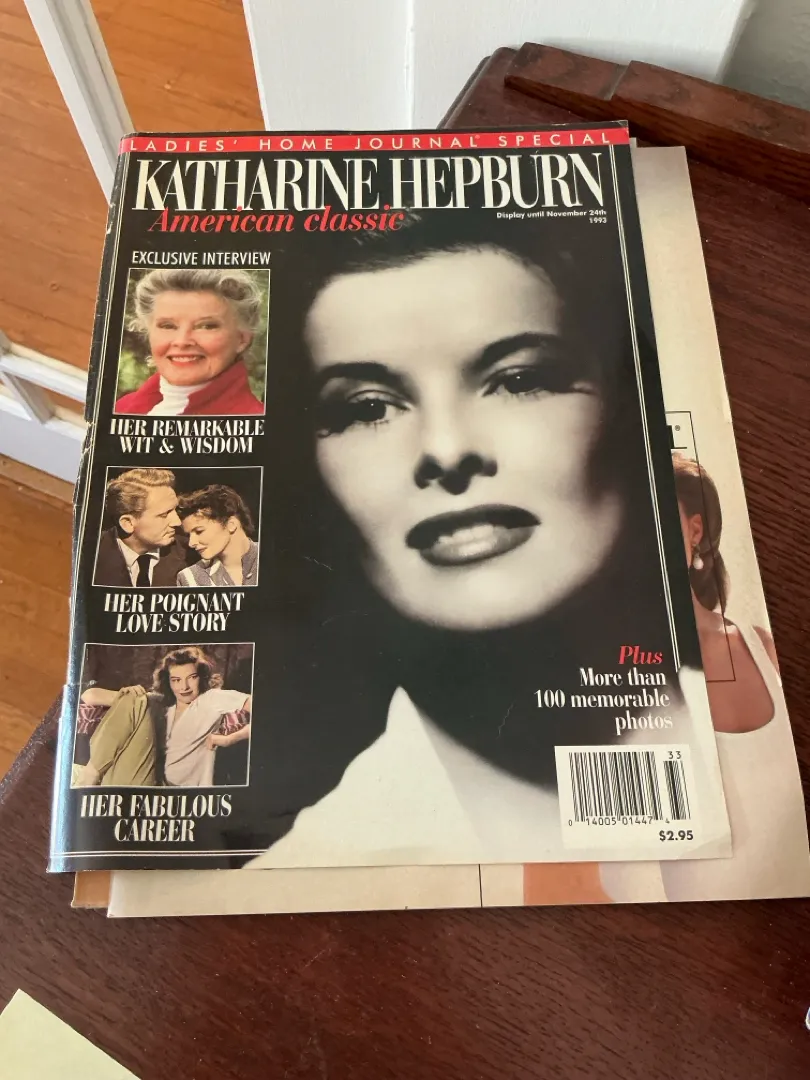 LADIES' HOME JOURNAL® SPECIAL
KATHARINE HEPBURN
American classic
Display until November 24th
1993
EXCLUSIVE INTERVIEW
HER REMARKABLE
WIT & WISDOM
HER POIGNANT
LOVE STORY
HER FABULOUS
CAREER
Plus
More than
100 memorable
photos
33
0 14005 01447 4
$2.95